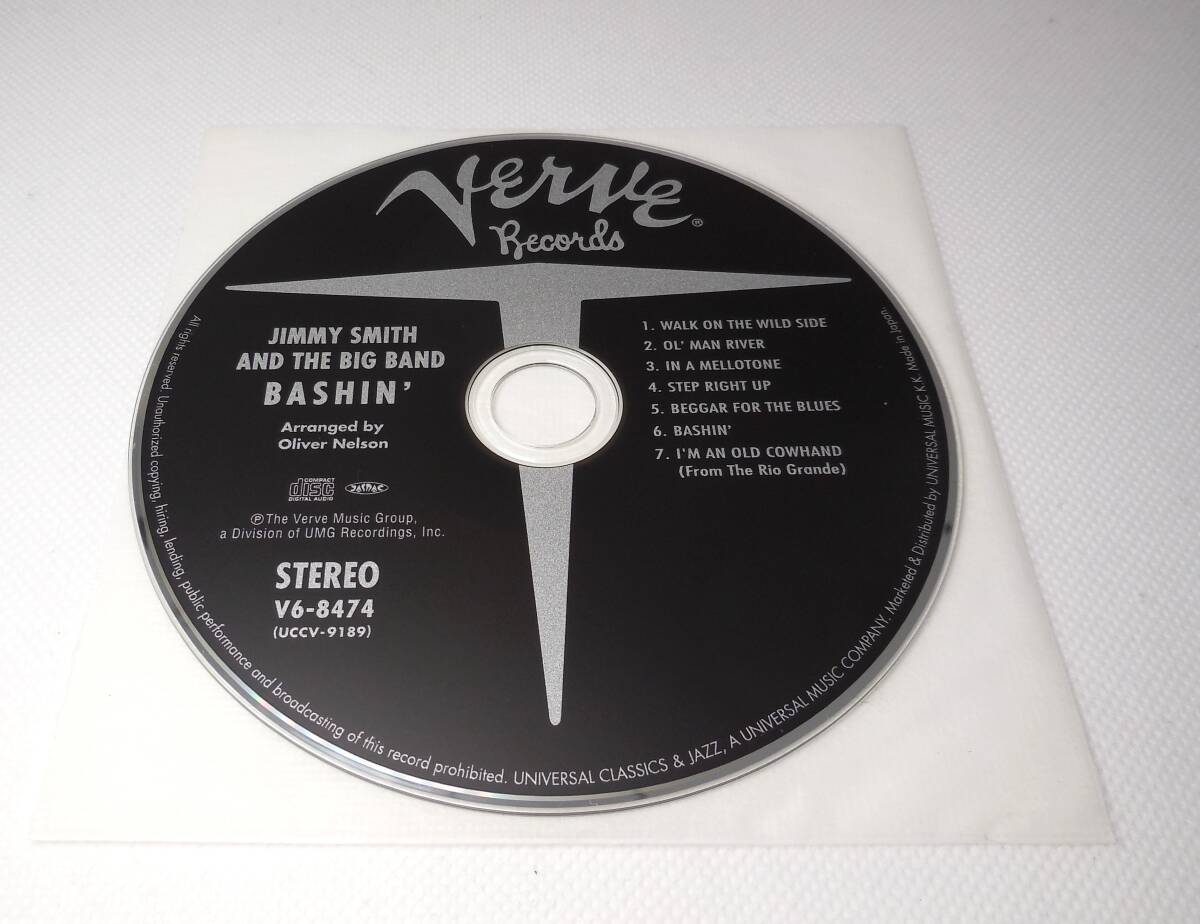 Verve®
Records
JIMMY SMITH
AND THE BIG BAND
BASHIN'
Arranged by
Oliver Nelson
COMPACT
disc
DIGITAL AUDIO
JASRAC
℗The Verve Music Group,
a Division of UMG Recordings, Inc.
STEREO
V6-8474
(UCCV-9189)
1. WALK ON THE WILD SIDE
2. OL' MAN RIVER
3. IN A MELLOTONE
4. STEP RIGHT UP
5. BEGGAR FOR THE BLUES
6. BASHIN'
7. I'M AN OLD COWHAND
(From The Rio Grande)
All rights reserved. Unauthorized copying, hiring, lending, public performance and broadcasting of this record prohibited. UNIVERSAL CLASSICS & JAZZ, A UNIVERSAL MUSIC COMPANY. Marketed & Distributed by UNIVERSAL MUSIC K.K. Made in Japan.